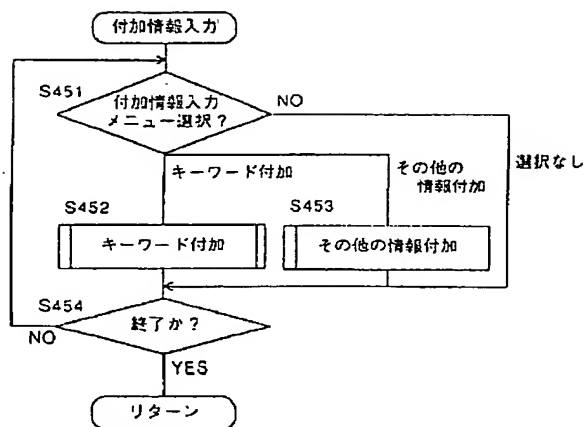 付加情報入力
S451
付加情報入力
メニュー選択？
NO
選択なし
キーワード付加
その他の
情報付加
S452
キーワード付加
S453
その他の情報付加
S454
終了か？
NO
YES
リターン